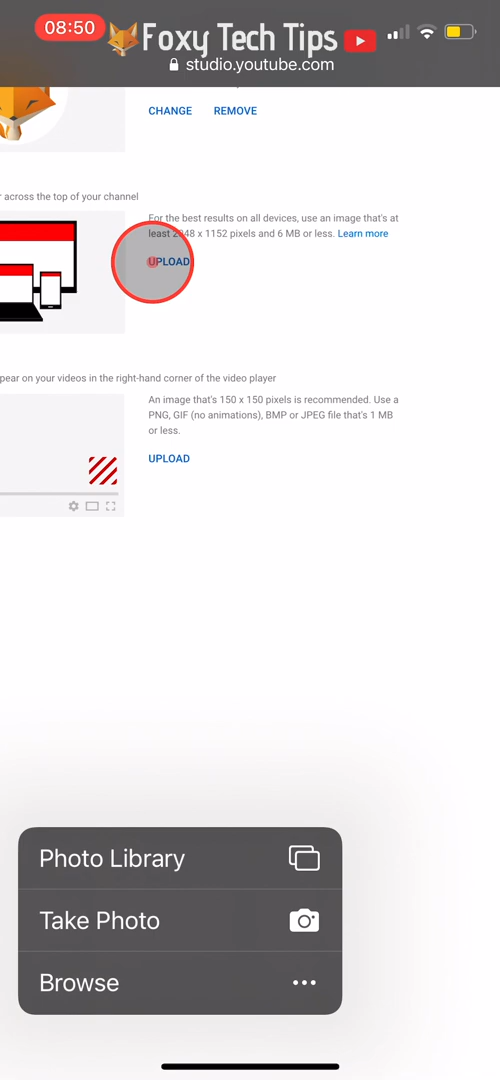 08:50
Foxy Tech Tips
studio.youtube.com
CHANGE REMOVE
r across the top of your channel
For the best results on all devices, use an image that's at
least 2048 x 1152 pixels and 6 MB or less. Learn more
UPLOAD
pear on your videos in the right-hand corner of the video player
An image that's 150 x 150 pixels is recommended. Use a
PNG, GIF (no animations), BMP or JPEG file that's 1 MB
or less.
UPLOAD
Photo Library
Take Photo
Browse